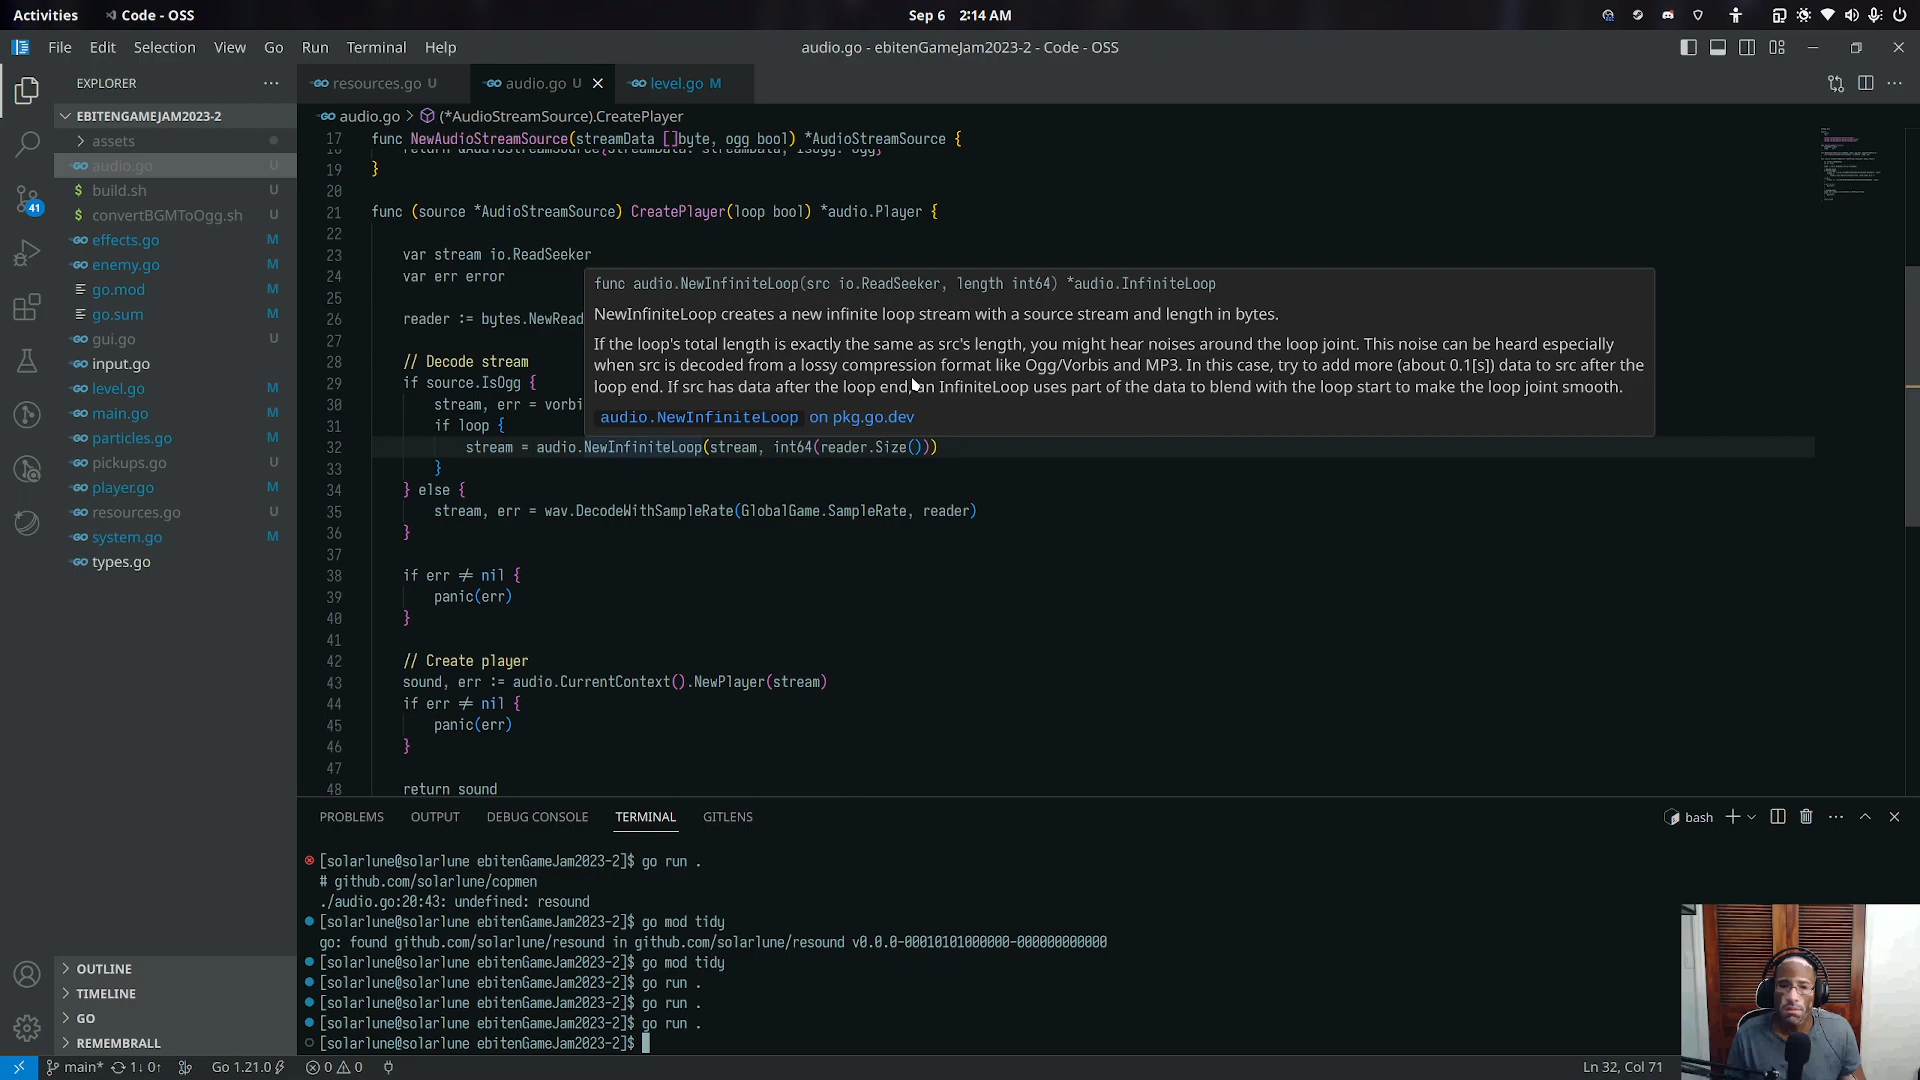 Activities
Code - OSS
Sep 6 2:14 AM
File Edit Selection View Go Run Terminal Help
audio.go - ebitenGameJam2023-2 - Code - OSS
EXPLORER
resources.go U
audio.go U
level.go M
EBITENGAMEJAM2023-2
assets
audio.go U
build.sh U
convertBGMToOgg.sh U
effects.go M
enemy.go M
go.mod M
go.sum M
gui.go U
input.go
level.go M
main.go M
particles.go M
pickups.go U
player.go M
resources.go U
system.go M
types.go
41
OUTLINE
TIMELINE
GO
REMEMBRALL
audio.go > (*AudioStreamSource).CreatePlayer
17 func NewAudioStreamSource(streamData []byte, ogg bool) *AudioStreamSource {
18 return &AudioStreamSource{StreamData: streamData, IsOgg: ogg}
19 }
20
21 func (source *AudioStreamSource) CreatePlayer(loop bool) *audio.Player {
22
23 var stream io.ReadSeeker
24 var err error
25
26 reader := bytes.NewRead
27
28 // Decode stream
29 if source.IsOgg {
30 stream, err = vorbi
31 if loop {
32 stream = audio.NewInfiniteLoop(stream, int64(reader.Size()))
33 }
34 } else {
35 stream, err = wav.DecodeWithSampleRate(GlobalGame.SampleRate, reader)
36 }
37
38 if err ≠ nil {
39 panic(err)
40 }
41
42 // Create player
43 sound, err := audio.CurrentContext().NewPlayer(stream)
44 if err ≠ nil {
45 panic(err)
46 }
47
48 return sound
func audio.NewInfiniteLoop(src io.ReadSeeker, length int64) *audio.InfiniteLoop
NewInfiniteLoop creates a new infinite loop stream with a source stream and length in bytes.
If the loop's total length is exactly the same as src's length, you might hear noises around the loop joint. This noise can be heard especially
when src is decoded from a lossy compression format like Ogg/Vorbis and MP3. In this case, try to add more (about 0.1[s]) data to src after the
loop end. If src has data after the loop end, an InfiniteLoop uses part of the data to blend with the loop start to make the loop joint smooth.
audio.NewInfiniteLoop on pkg.go.dev
PROBLEMS OUTPUT DEBUG CONSOLE TERMINAL GITLENS
bash
[solarlune@solarlune ebitenGameJam2023-2]$ go run .
# github.com/solarlune/copmen
./audio.go:20:43: undefined: resound
[solarlune@solarlune ebitenGameJam2023-2]$ go mod tidy
go: found github.com/solarlune/resound in github.com/solarlune/resound v0.0.0-00010101000000-000000000000
[solarlune@solarlune ebitenGameJam2023-2]$ go mod tidy
[solarlune@solarlune ebitenGameJam2023-2]$ go run .
[solarlune@solarlune ebitenGameJam2023-2]$ go run .
[solarlune@solarlune ebitenGameJam2023-2]$ go run .
[solarlune@solarlune ebitenGameJam2023-2]$
main* 1↓ 0↑ Go 1.21.0 0 0
Ln 32, Col 71